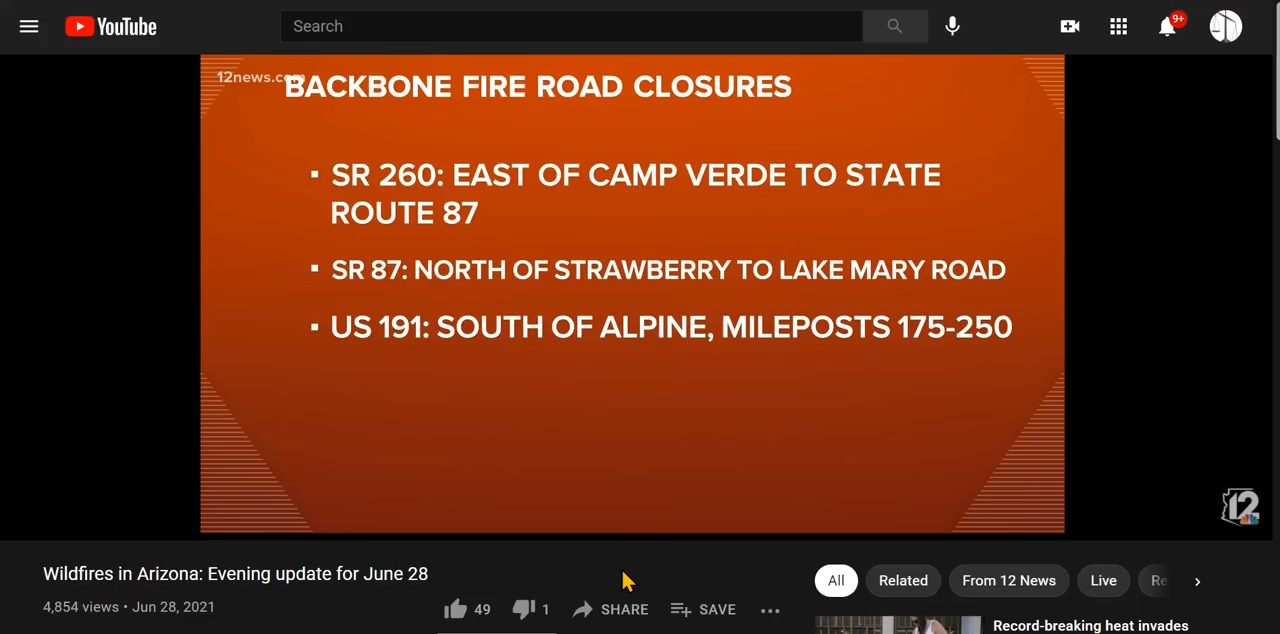 YouTube
Search
9+
12news.com
BACKBONE FIRE ROAD CLOSURES
▪ SR 260: EAST OF CAMP VERDE TO STATE
ROUTE 87
▪ SR 87: NORTH OF STRAWBERRY TO LAKE MARY ROAD
▪ US 191: SOUTH OF ALPINE, MILEPOSTS 175-250
12
Wildfires in Arizona: Evening update for June 28
4,854 views • Jun 28, 2021
49
1
SHARE
SAVE
All
Related
From 12 News
Live
Re
Record-breaking heat invades